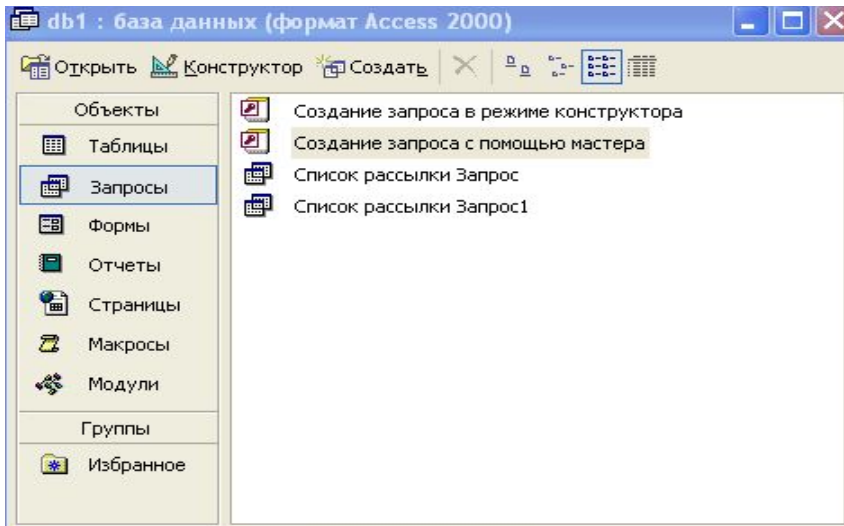 db1 : база данных (формат Access 2000)
Открыть Конструктор Создать
Объекты
Таблицы
Запросы
Формы
Отчеты
Страницы
Макросы
Модули
Группы
Избранное
Создание запроса в режиме конструктора
Создание запроса с помощью мастера
Список рассылки Запрос
Список рассылки Запрос1